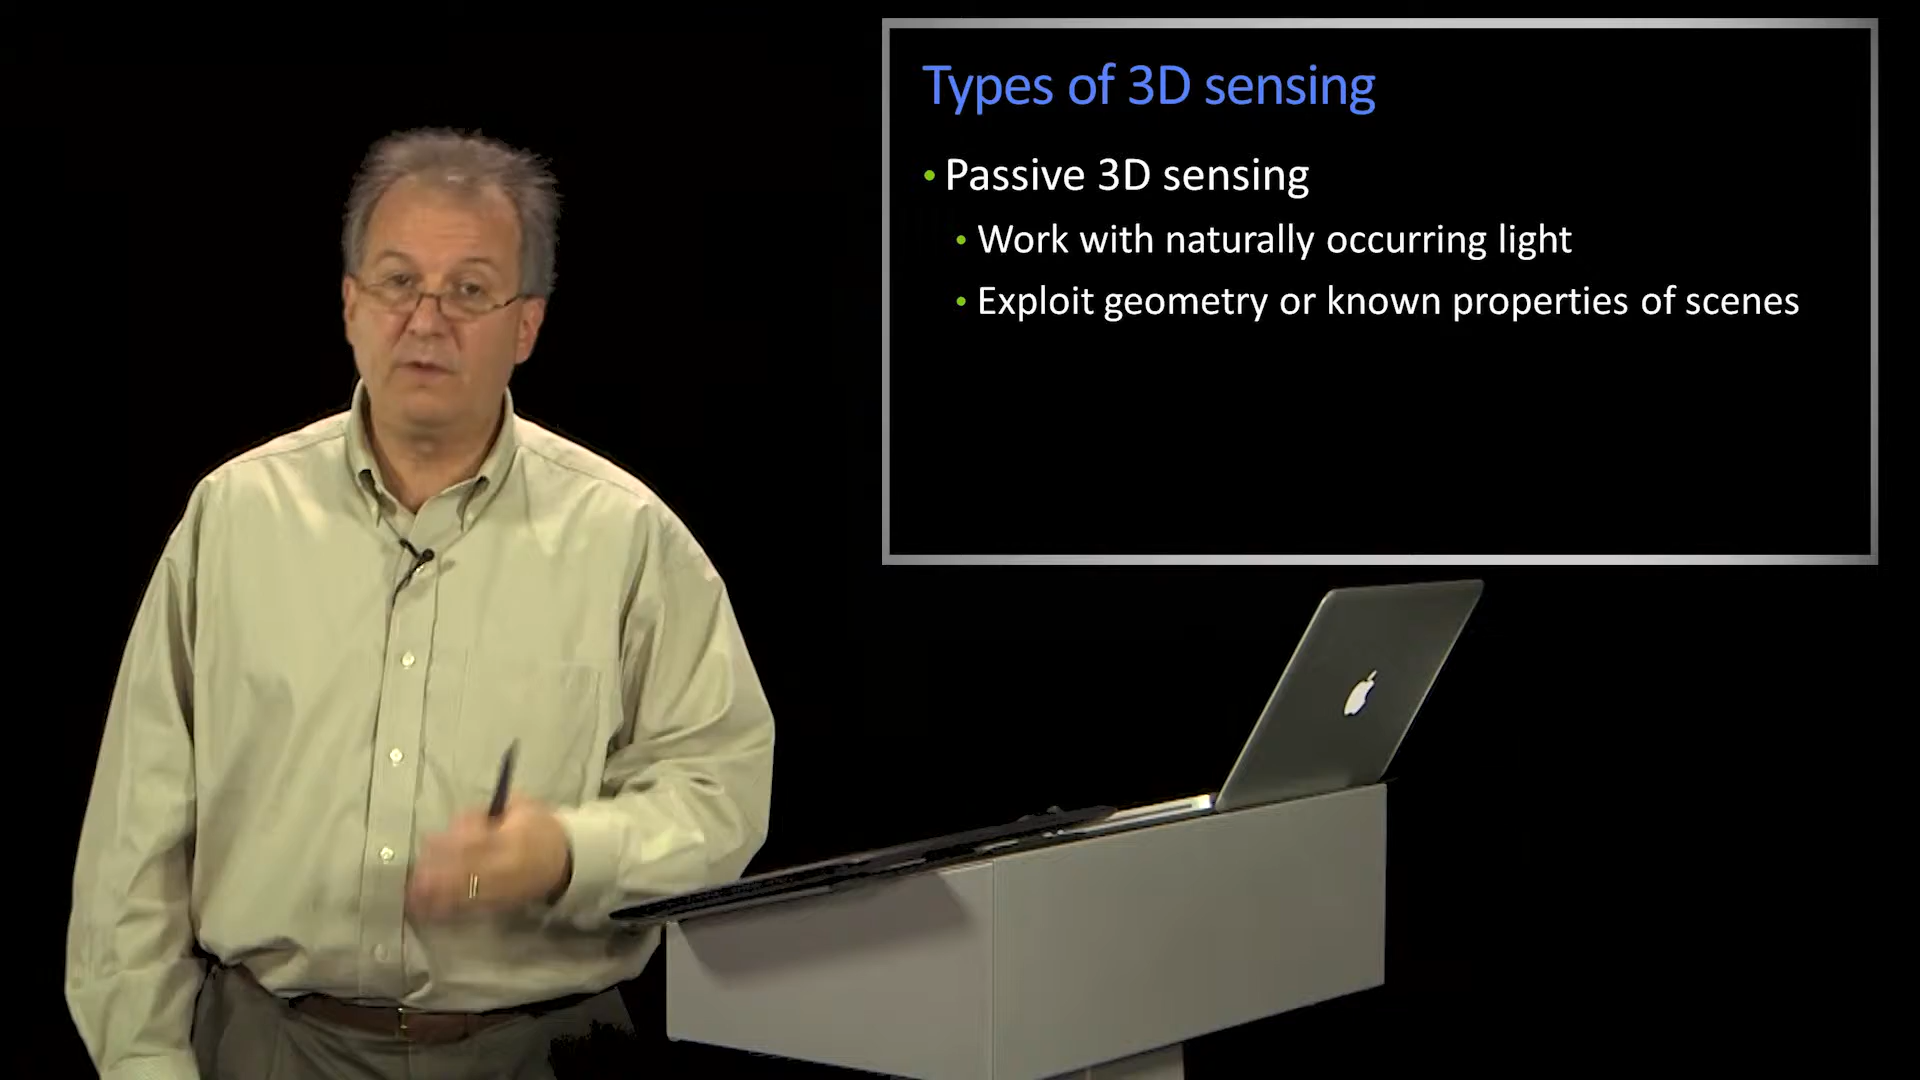 Types of 3D sensing
• Passive 3D sensing
• Work with naturally occurring light
• Exploit geometry or known properties of scenes